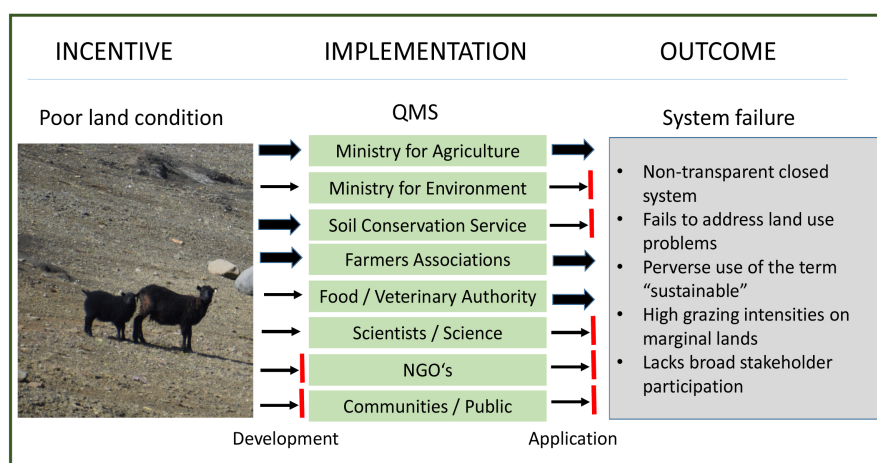 INCENTIVE
IMPLEMENTATION
OUTCOME
Poor land condition
QMS
System failure
Ministry for Agriculture
Ministry for Environment
Soil Conservation Service
Farmers Associations
Food / Veterinary Authority
Scientists / Science
NGO‘s
Communities / Public
• Non-transparent closed
system
• Fails to address land use
problems
• Perverse use of the term
“sustainable”
• High grazing intensities on
marginal lands
• Lacks broad stakeholder
participation
Development
Application